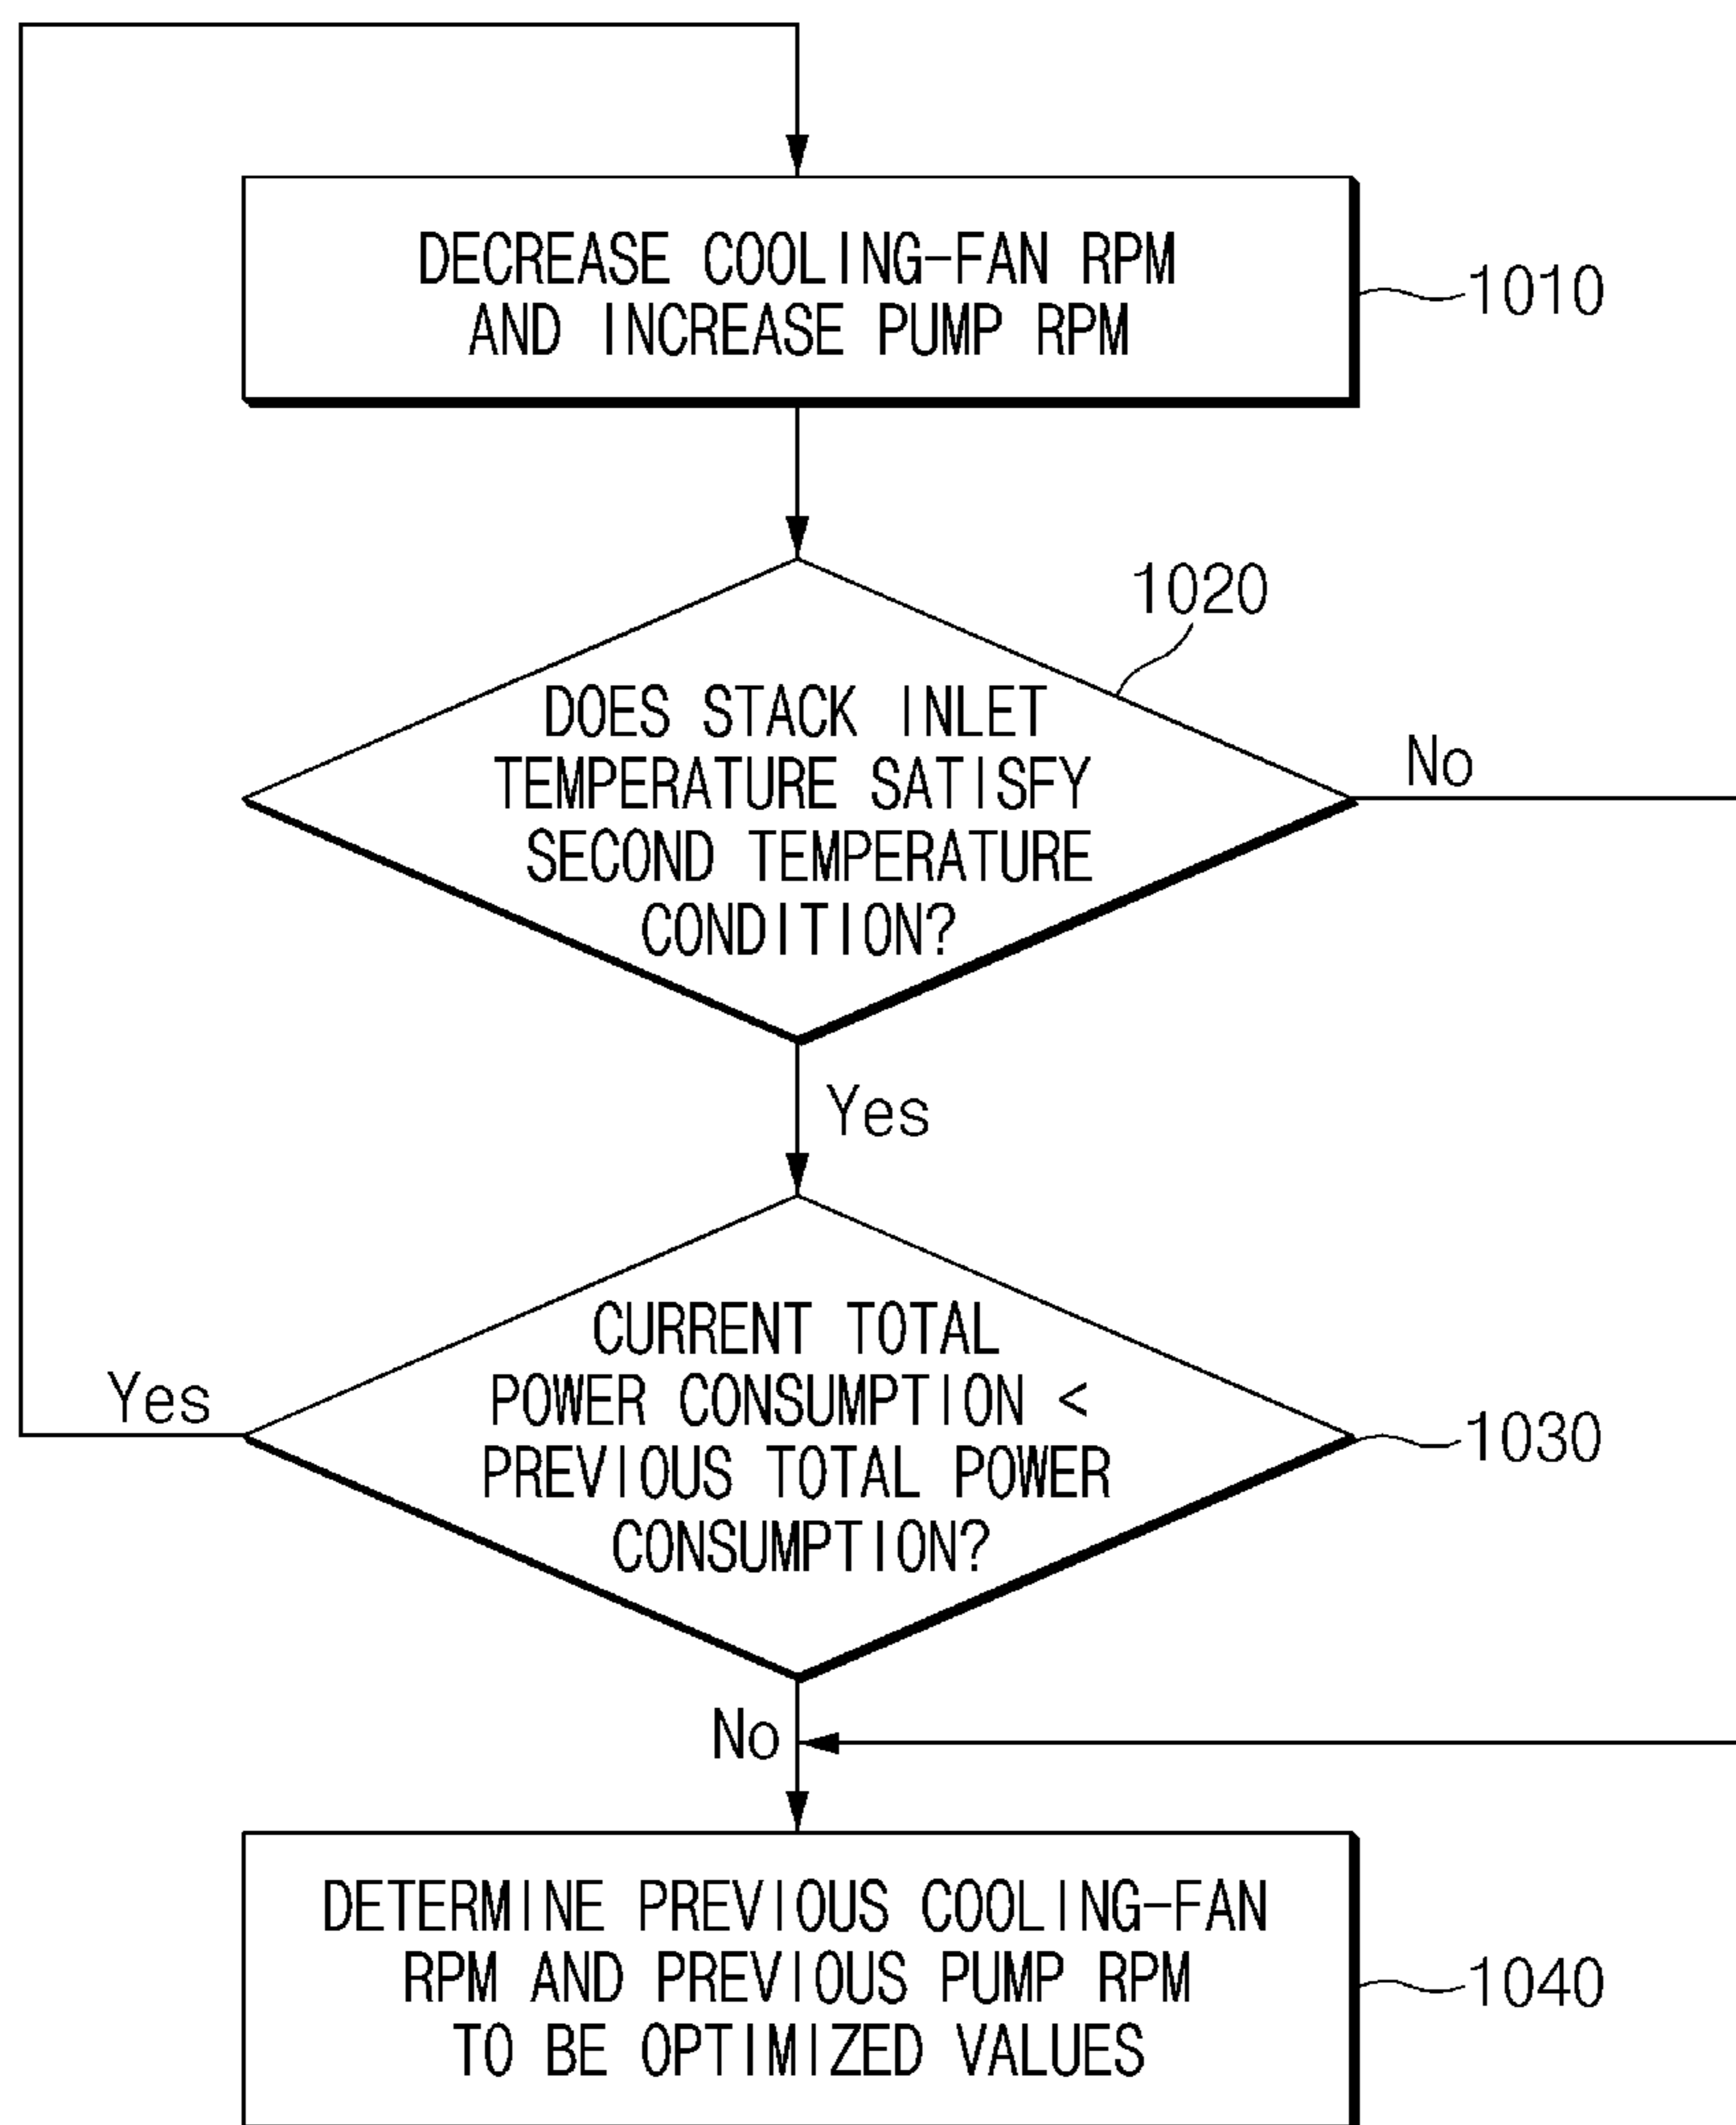 DECREASE COOLING-FAN RPM
AND INCREASE PUMP RPM
1010
1020
DOES STACK INLET
TEMPERATURE SATISFY
SECOND TEMPERATURE
CONDITION?
No
Yes
CURRENT TOTAL
POWER CONSUMPTION <
PREVIOUS TOTAL POWER
CONSUMPTION?
Yes
1030
No
DETERMINE PREVIOUS COOLING-FAN
RPM AND PREVIOUS PUMP RPM
TO BE OPTIMIZED VALUES
1040